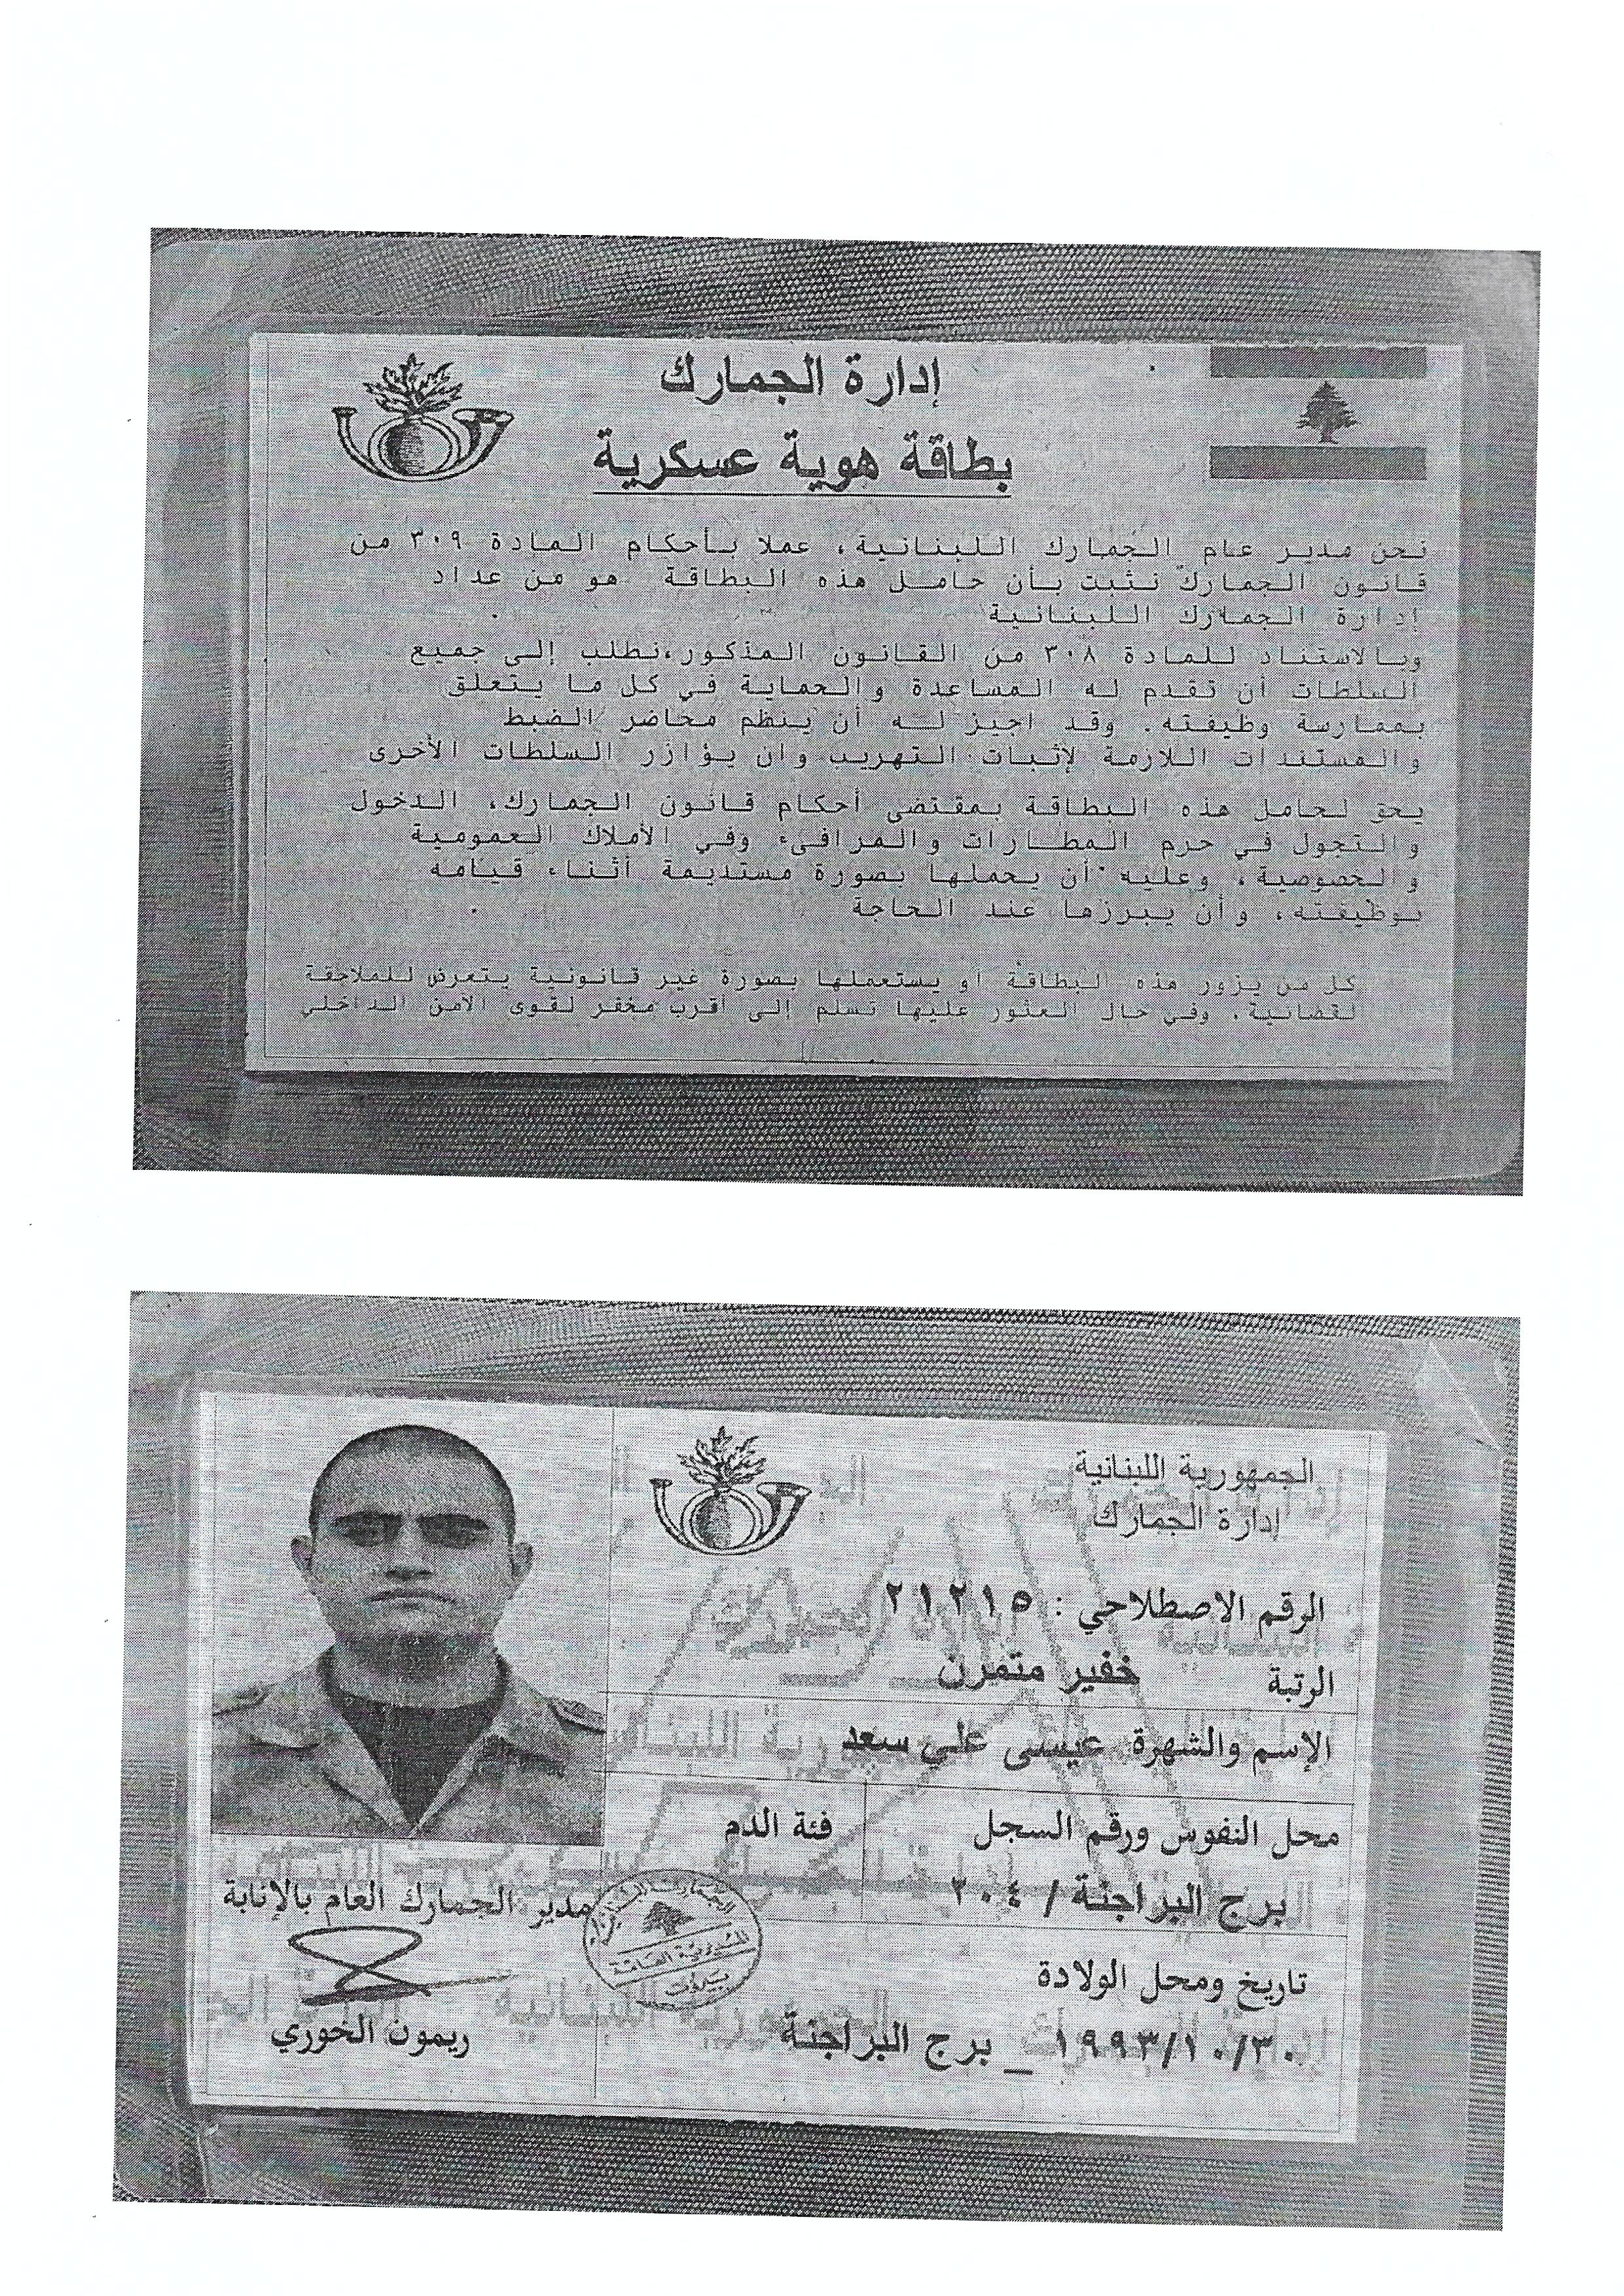 إدارة الجمارك
بطاقة هوية عسكرية
نحن مدير عام الجمارك اللبنانية، عملا بأحكام المادة ٣٠٩ من
قانون الجمارك نثبت بأن حامل هذه البطاقة هو من عداد
إدارة الجمارك اللبنانية
وبالاستناد للمادة ٣٠٨ من القانون المذكور،نطلب إلى جميع
السلطات أن تقدم له المساعدة والحماية في كل ما يتعلق
بممارسة وظيفته. وقد اجيز له أن ينظم محاضر الضبط
والمستندات اللازمة لإثبات التهريب وان يؤازر السلطات الأخرى
يحق لحامل هذه البطاقة بمقتضى أحكام قانون الجمارك، الدخول
والتجول في حرم المطارات والمرافىء وفي الأملاك العمومية
والخصوصية، وعليه أن يحملها بصورة مستديمة أثناء قيامه
بوظيفته، وأن يبرزها عند الحاجة
كل من يزور هذه البطاقة او يستعملها بصورة غير قانونية يتعرض للملاحقة
لقضائية، وفي حال العثور عليها تسلم إلى أقرب مخفر لقوى الأمن الداخلي
الجمهورية اللبنانية
إدارة الجمارك
الرقم الاصطلاحي : ٢١٢١٥
الرتبة خفير متمرن
الإسم والشهرة عيسى علي سعد
محل النفوس ورقم السجل
فئة الدم
برج البراجنة / ٣٠٤
تاريخ ومحل الولادة
٣٠/١٠/١٩٩٣ _ برج البراجنة
مدير الجمارك العام بالإنابة
ريمون الخوري
المديرية العامة
بيروت